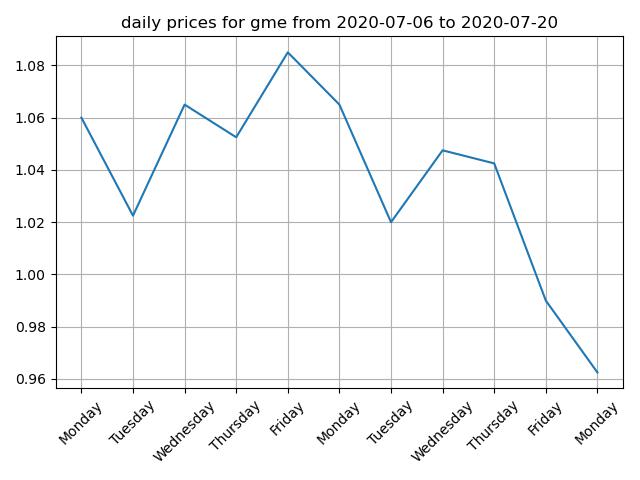 daily prices for gme from 2020-07-06 to 2020-07-20
1.08
1.06
1.04
1.02
1.00
0.98
0.96
Monday
Tuesday
Wednesday
Thursday
Friday
Monday
Tuesday
Wednesday
Thursday
Friday
Monday